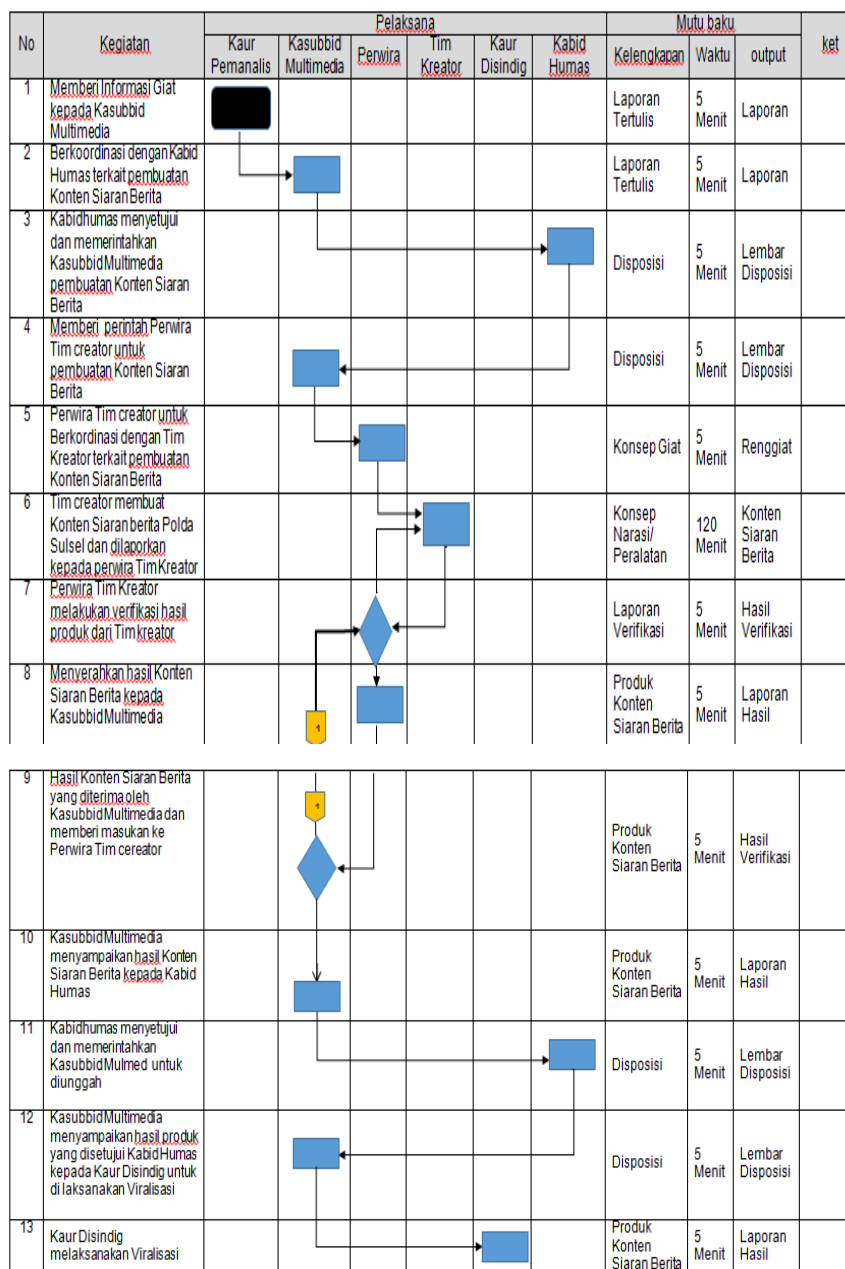 No
Kegiatan
Pelaksana
Mutu baku
ket
Kaur
Pemanalis
Kasubbid
Multimedia
Perwira
Tim
Kreator
Kaur
Disindig
Kabid
Humas
Kelengkapan
Waktu
output
1
Memberi Informasi Giat
kepada Kasubbid
Multimedia
Laporan
Tertulis
5
Menit
Laporan
2
Berkoordinasi dengan Kabid
Humas terkait pembuatan
Konten Siaran Berita
Laporan
Tertulis
5
Menit
Laporan
3
Kabidhumas menyetujui
dan memerintahkan
Kasubbid Multimedia
pembuatan Konten Siaran
Berita
Disposisi
5
Menit
Lembar
Disposisi
4
Memberi perintah Perwira
Tim creator untuk
pembuatan Konten Siaran
Berita
Disposisi
5
Menit
Lembar
Disposisi
5
Perwira Tim creator untuk
Berkordinasi dengan Tim
Kreator terkait pembuatan
Konten Siaran Berita
Konsep Giat
5
Menit
Renggiat
6
Tim creator membuat
Konten Siaran berita Polda
Sulsel dan dilaporkan
kepada perwira Tim Kreator
Konsep
Narasi/
Peralatan
120
Menit
Konten
Siaran
Berita
7
Perwira Tim Kreator
melakukan verifikasi hasil
produk dari Tim kreator
Laporan
Verifikasi
5
Menit
Hasil
Verifikasi
8
Menyerahkan hasil Konten
Siaran Berita kepada
Kasubbid Multimedia
1
Produk
Konten
Siaran Berita
5
Menit
Laporan
Hasil
9
Hasil Konten Siaran Berita
yang diterima oleh
Kasubbid Multimedia dan
memberi masukan ke
Perwira Tim cereator
1
Produk
Konten
Siaran Berita
5
Menit
Hasil
Verifikasi
10
Kasubbid Multimedia
menyampaikan hasil Konten
Siaran Berita kepada Kabid
Humas
Produk
Konten
Siaran Berita
5
Menit
Laporan
Hasil
11
Kabidhumas menyetujui
dan memerintahkan
Kasubbid Mulmed untuk
diunggah
Disposisi
5
Menit
Lembar
Disposisi
12
Kasubbid Multimedia
menyampaikan hasil produk
yang disetujui Kabid Humas
kepada Kaur Disindig untuk
di laksanakan Viralisasi
Disposisi
5
Menit
Lembar
Disposisi
13
Kaur Disindig
melaksanakan Viralisasi
Produk
Konten
Siaran Berita
5
Menit
Laporan
Hasil